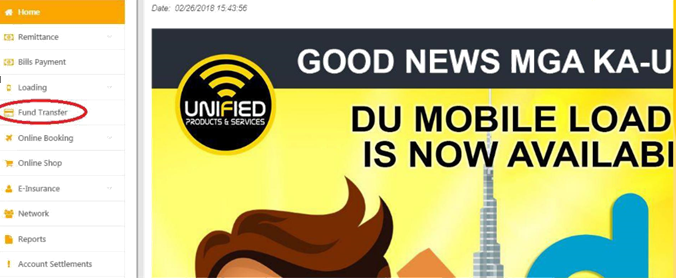 Home
Remittance
Bills Payment
Loading
Fund Transfer
Online Booking
Online Shop
E-Insurance
Network
Reports
Account Settlements
Date: 02/26/2018 15:43:56
GOOD NEWS MGA KA-U
UNIFIED
PRODUCTS & SERVICES
DU MOBILE LOAD
IS NOW AVAILABL